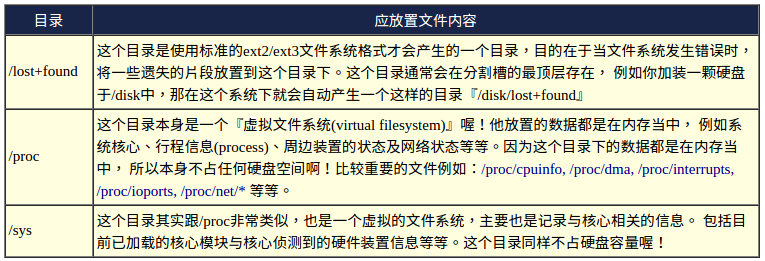 目录 应放置文件内容
/lost+found 这个目录是使用标准的ext2/ext3文件系统格式才会产生的一个目录，目的在于当文件系统发生错误时，
将一些遗失的片段放置到这个目录下。这个目录通常会在分割槽的最顶层存在， 例如你加装一颗硬盘
于/disk中，那在这个系统下就会自动产生一个这样的目录『/disk/lost+found』
/proc 这个目录本身是一个『虚拟文件系统(virtual filesystem)』喔！他放置的数据都是在内存当中， 例如系
统核心、行程信息(process)、周边装置的状态及网络状态等等。因为这个目录下的数据都是在内存当
中， 所以本身不占任何硬盘空间啊！比较重要的文件例如：/proc/cpuinfo, /proc/dma, /proc/interrupts,
/proc/ioports, /proc/net/* 等等。
/sys 这个目录其实跟/proc非常类似，也是一个虚拟的文件系统，主要也是记录与核心相关的信息。 包括目
前已加载的核心模块与核心侦测到的硬件装置信息等等。这个目录同样不占硬盘容量喔！